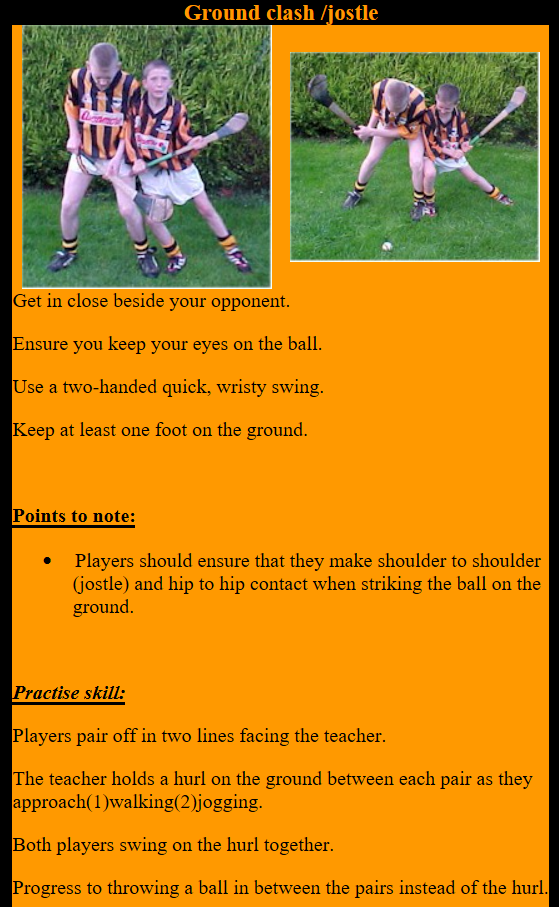 Ground clash /jostle
Get in close beside your opponent.
Ensure you keep your eyes on the ball.
Use a two-handed quick, wristy swing.
Keep at least one foot on the ground.
Points to note:
• Players should ensure that they make shoulder to shoulder
(jostle) and hip to hip contact when striking the ball on the
ground.
Practise skill:
Players pair off in two lines facing the teacher.
The teacher holds a hurl on the ground between each pair as they
approach(1)walking(2)jogging.
Both players swing on the hurl together.
Progress to throwing a ball in between the pairs instead of the hurl.